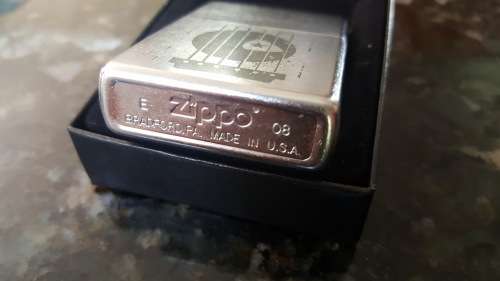 E Zippo 08
BRADFORD, PA. MADE IN U.S.A.